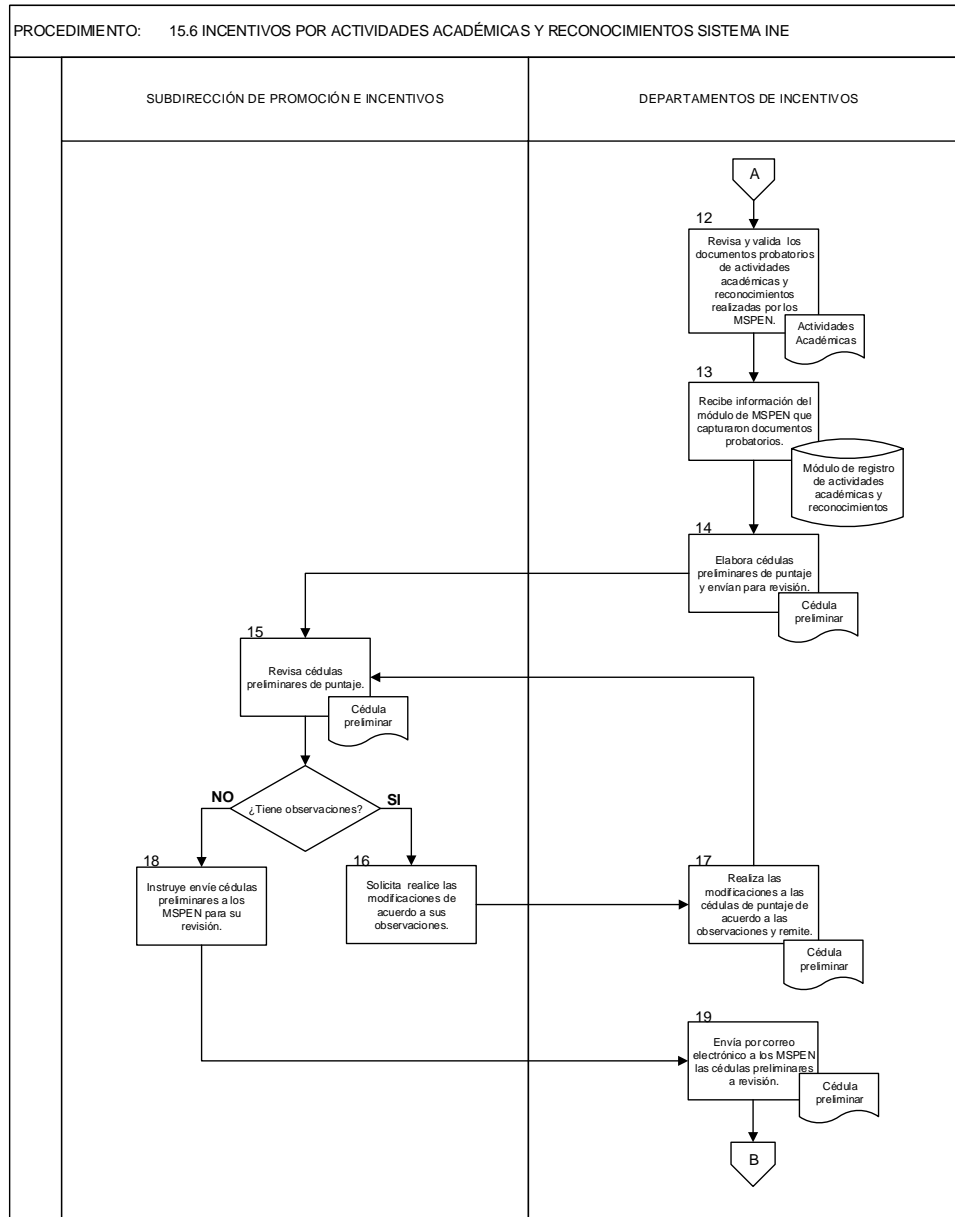 PROCEDIMIENTO: 15.6 INCENTIVOS POR ACTIVIDADES ACADÉMICAS Y RECONOCIMIENTOS SISTEMA INE
SUBDIRECCIÓN DE PROMOCIÓN E INCENTIVOS
DEPARTAMENTOS DE INCENTIVOS
A
12
Revisa y valida los
documentos probatorios
de actividades
académicas y
reconocimientos
realizadas por los
MSPEN.
Actividades
Académicas
13
Recibe información del
módulo de MSPEN que
capturaron documentos
probatorios.
Módulo de registro
de actividades
académicas y
reconocimientos
14
Elabora cédulas
preliminares de puntaje
y envían para revisión.
Cédula
preliminar
15
Revisa cédulas
preliminares de puntaje.
Cédula
preliminar
¿Tiene observaciones?
NO
SI
18
Instruye envíe cédulas
preliminares a los
MSPEN para su
revisión.
16
Solicita realice las
modificaciones de
acuerdo a sus
observaciones.
17
Realiza las
modificaciones a las
cédulas de puntaje de
acuerdo a las
observaciones y remite.
Cédula
preliminar
19
Envía por correo
electrónico a los MSPEN
las cédulas preliminares
a revisión.
Cédula
preliminar
B